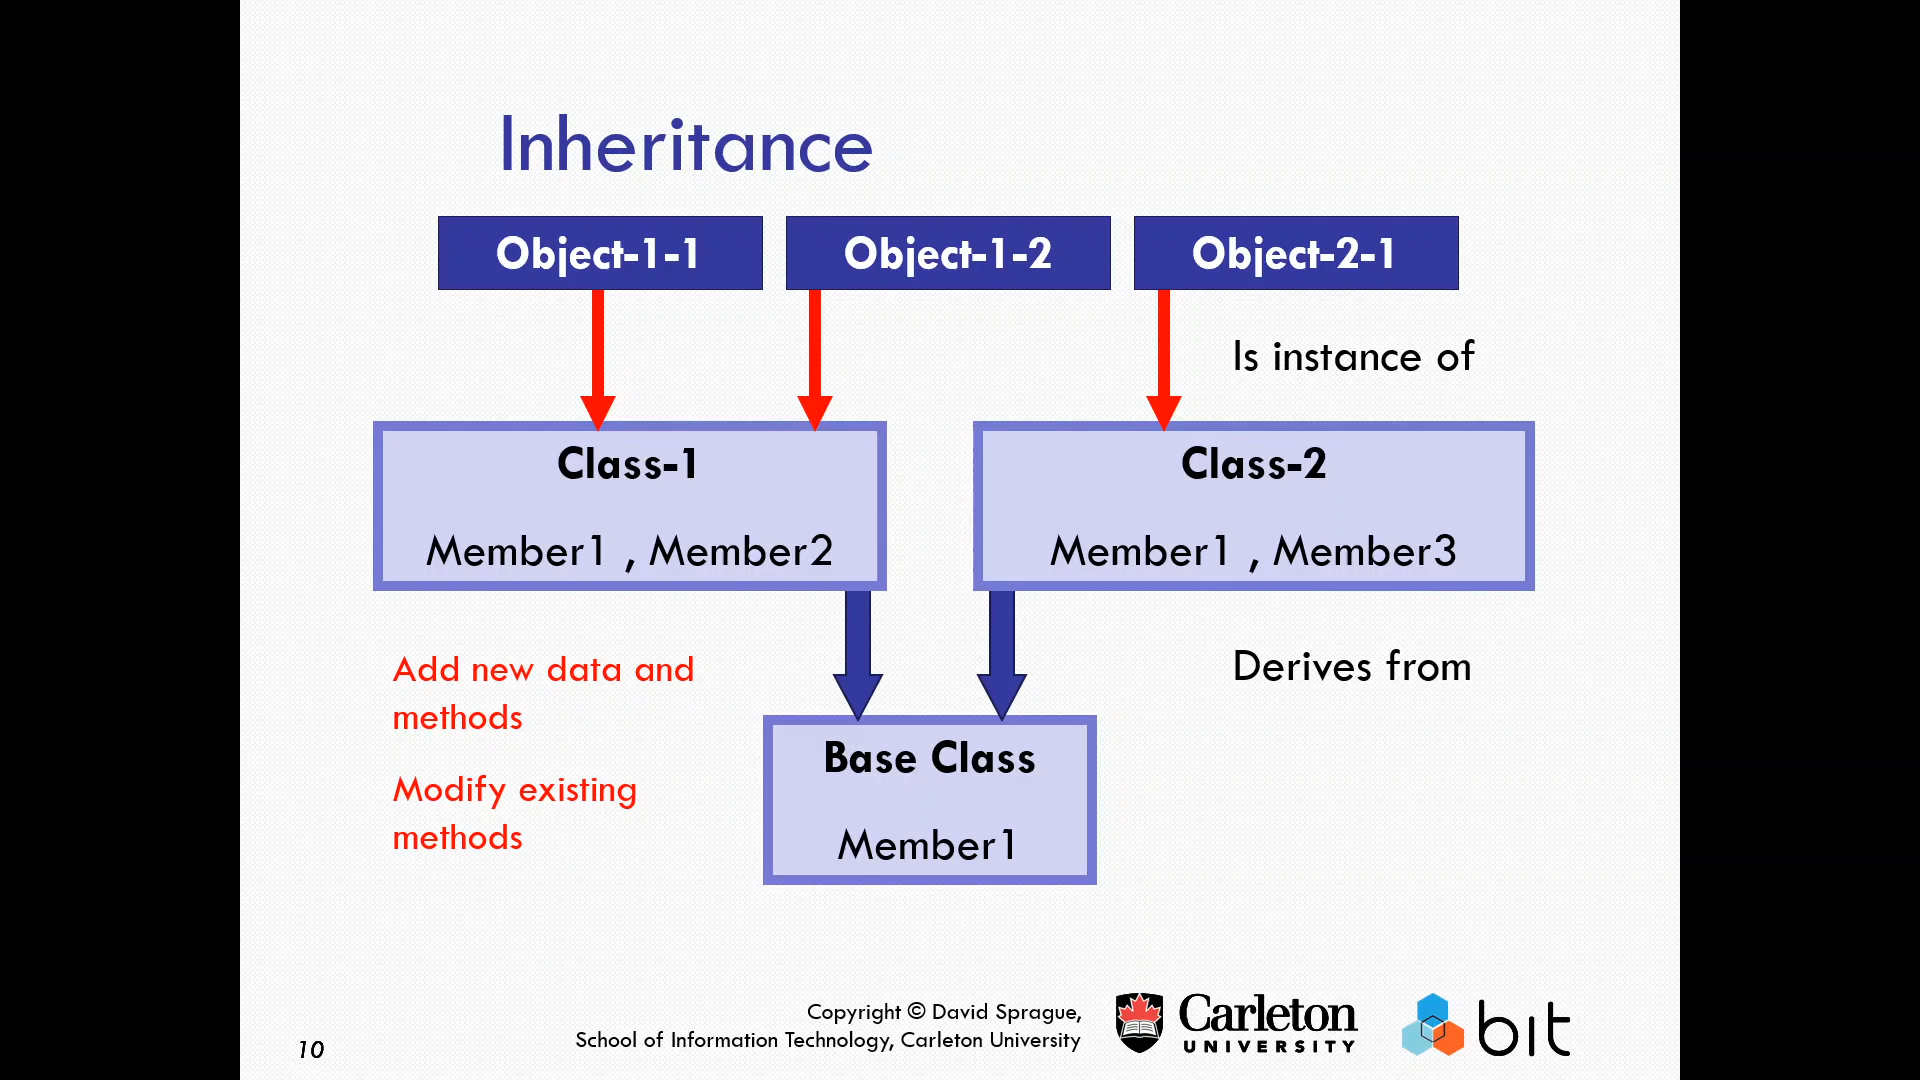 Inheritance
Object-1-1
Object-1-2
Object-2-1
Is instance of
Class-1
Member1 , Member2
Class-2
Member1 , Member3
Add new data and
methods
Modify existing
methods
Derives from
Base Class
Member1
10
Copyright © David Sprague,
School of Information Technology, Carleton University
Carleton
UNIVERSITY
bit